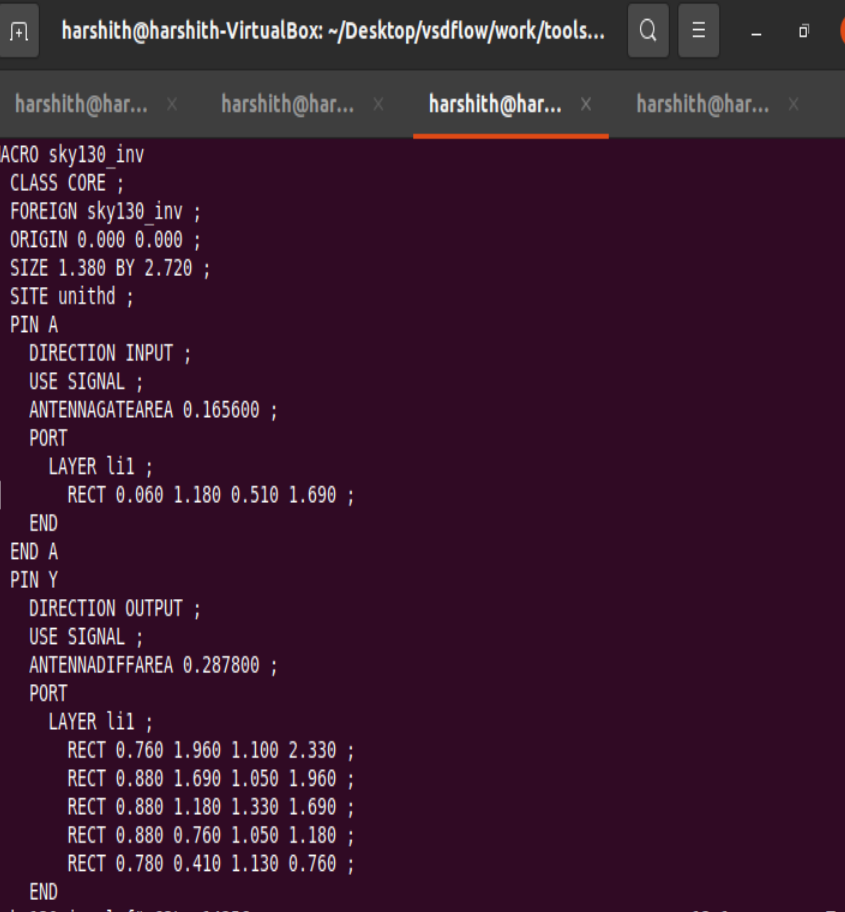 harshith@harshith-VirtualBox: ~/Desktop/vsdflow/work/tools...
harshith@har... × harshith@har... × harshith@har... × harshith@har... ×
ACRO sky130_inv
CLASS CORE ;
FOREIGN sky130_inv ;
ORIGIN 0.000 0.000 ;
SIZE 1.380 BY 2.720 ;
SITE unithd ;
PIN A
DIRECTION INPUT ;
USE SIGNAL ;
ANTENNAGATEAREA 0.165600 ;
PORT
LAYER li1 ;
RECT 0.060 1.180 0.510 1.690 ;
END
END A
PIN Y
DIRECTION OUTPUT ;
USE SIGNAL ;
ANTENNADIFFAREA 0.287800 ;
PORT
LAYER li1 ;
RECT 0.760 1.960 1.100 2.330 ;
RECT 0.880 1.690 1.050 1.960 ;
RECT 0.880 1.180 1.330 1.690 ;
RECT 0.880 0.760 1.050 1.180 ;
RECT 0.780 0.410 1.130 0.760 ;
END